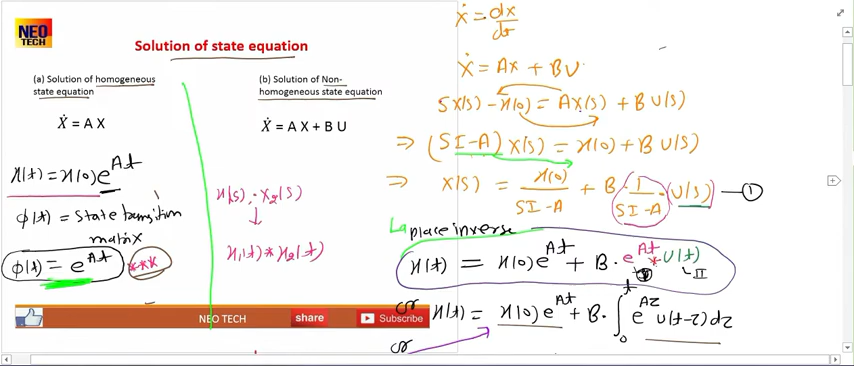 NEO
TECH
Solution of state equation
(a) Solution of homogeneous
state equation
Ẋ = A X
x(t) = x(0) e^{At}
φ(t) = state transition
matrix
φ(t) = e^{At} ***
(b) Solution of Non-
homogeneous state equation
Ẋ = A X + B U
x₁(s) · x₂(s)
↓
x₁(t) * x₂(t)
Ẋ = dx/dt
Ẋ = AX + BU
SX(s) - x(0) = AX(s) + BU(s)
⇒ (SI-A) X(s) = x(0) + BU(s)
⇒ X(s) = x(0)/(SI-A) + B · 1/(SI-A) · U(s) — ①
Laplace inverse
x(t) = x(0) e^{At} + B · e^{At} * U(t)
I II
or x(t) = x(0) e^{At} + B · ∫₀ᵗ e^{Aτ} U(t-τ) dτ
or
NEO TECH
share
Subscribe